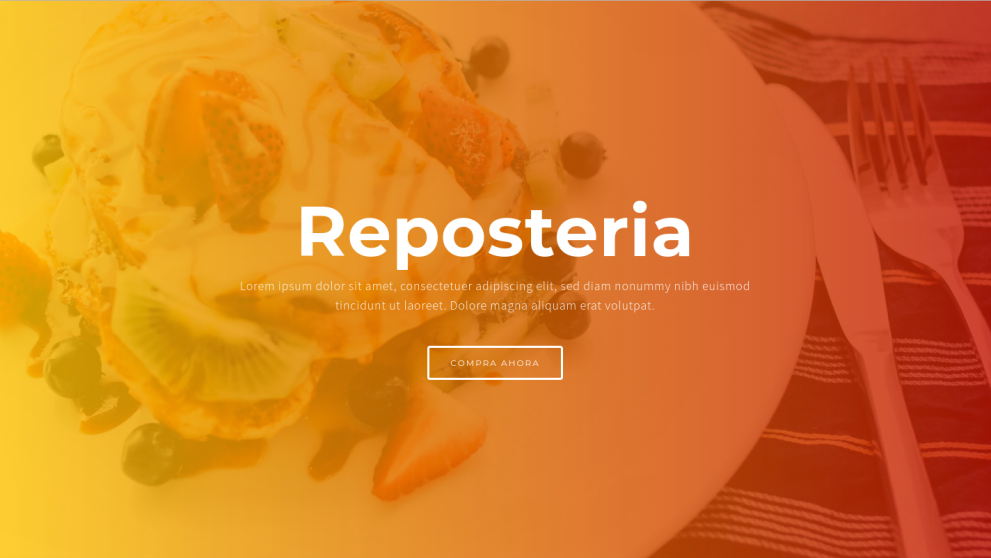 Reposteria
Lorem ipsum dolor sit amet, consectetuer adipiscing elit, sed diam nonummy nibh euismod
tincidunt ut laoreet. Dolore magna aliquam erat volutpat.
COMPRA AHORA